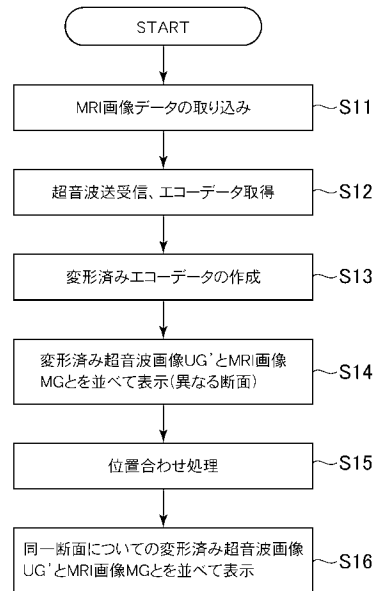 START
MRI画像データの取り込み
S11
超音波送受信、エコーデータ取得
S12
変形済みエコーデータの作成
S13
変形済み超音波画像UG'とMRI画像
MGとを並べて表示(異なる断面)
S14
位置合わせ処理
S15
同一断面についての変形済み超音波画像
UG'とMRI画像MGとを並べて表示
S16